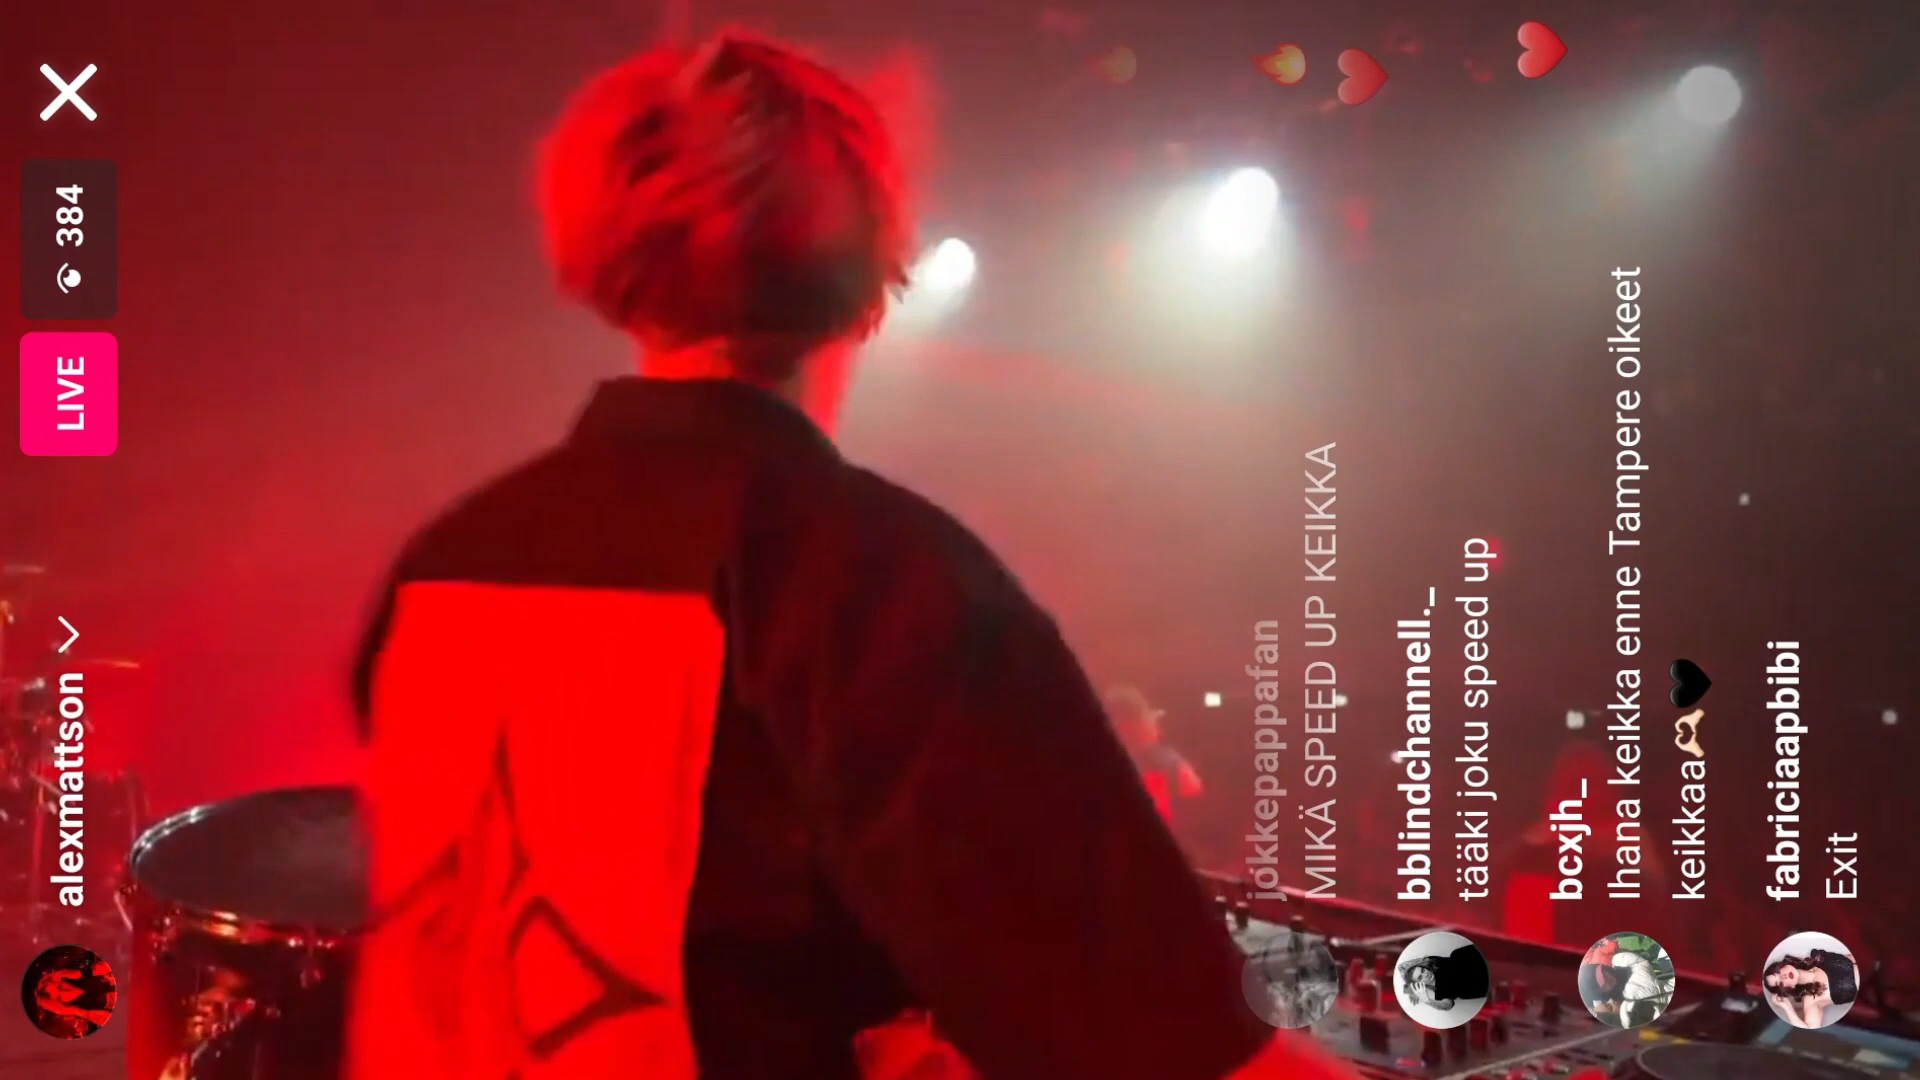 alexmattson
LIVE
384
jokkepappafan
MIKÄ SPEED UP KEIKKA
bblindchannell._
tääki joku speed up
bcxjh_
Ihana keikka enne Tampere oikeet
keikkaa🫶🏻🖤
fabriciaapbibi
Exit